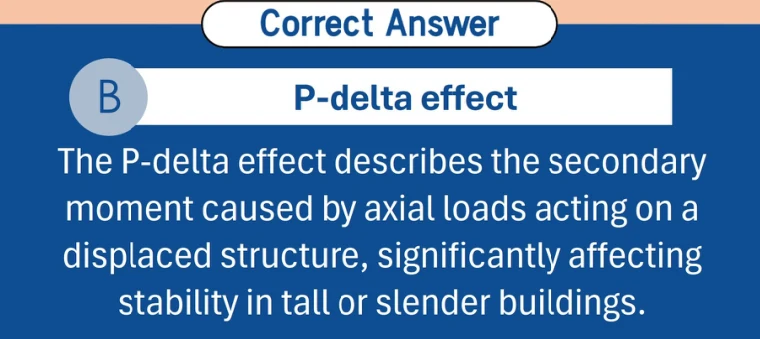 Correct Answer
B
P-delta effect
The P-delta effect describes the secondary
moment caused by axial loads acting on a
displaced structure, significantly affecting
stability in tall or slender buildings.